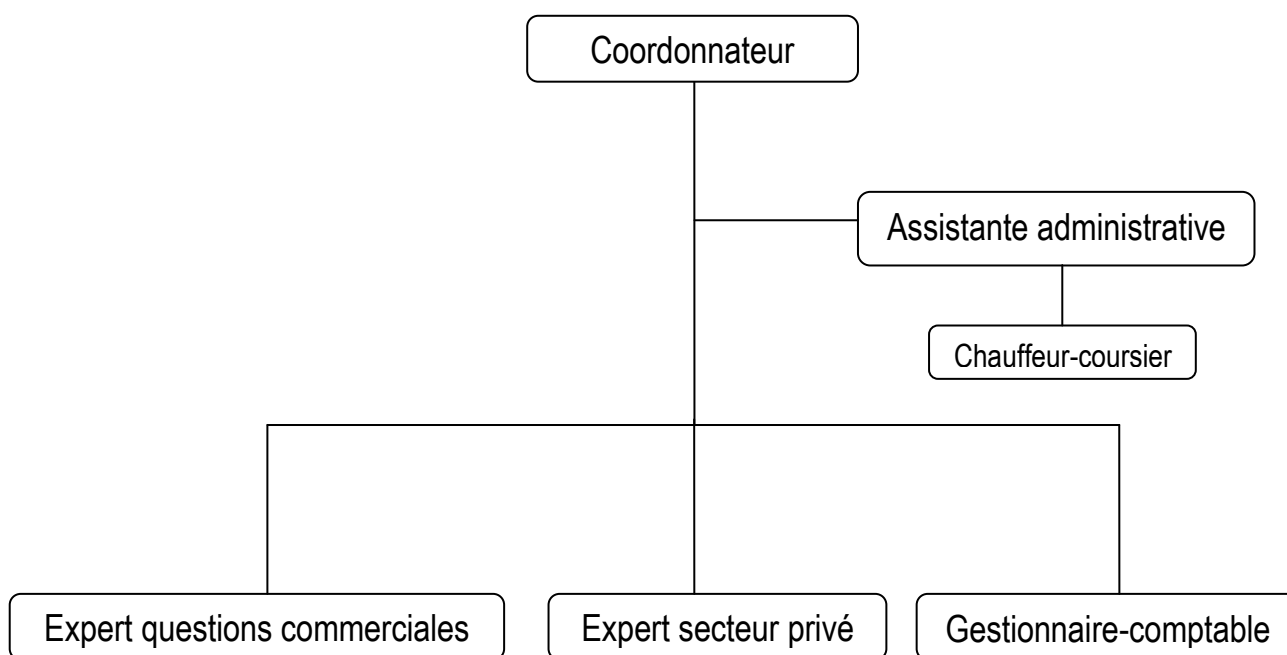 Coordonnateur
Assistante administrative
Chauffeur-coursier
Expert questions commerciales
Expert secteur privé
Gestionnaire-comptable